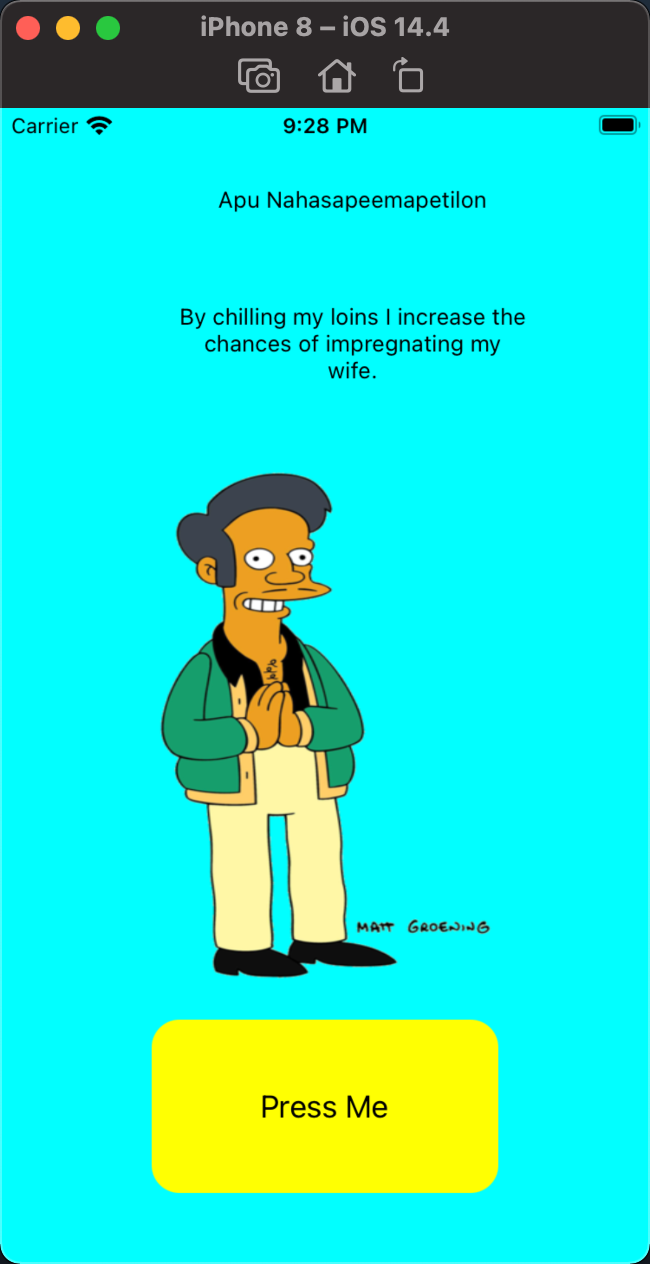 iPhone 8 – iOS 14.4
Carrier
9:28 PM
Apu Nahasapeemapetilon
By chilling my loins I increase the
chances of impregnating my
wife.
MATT GROENING
Press Me